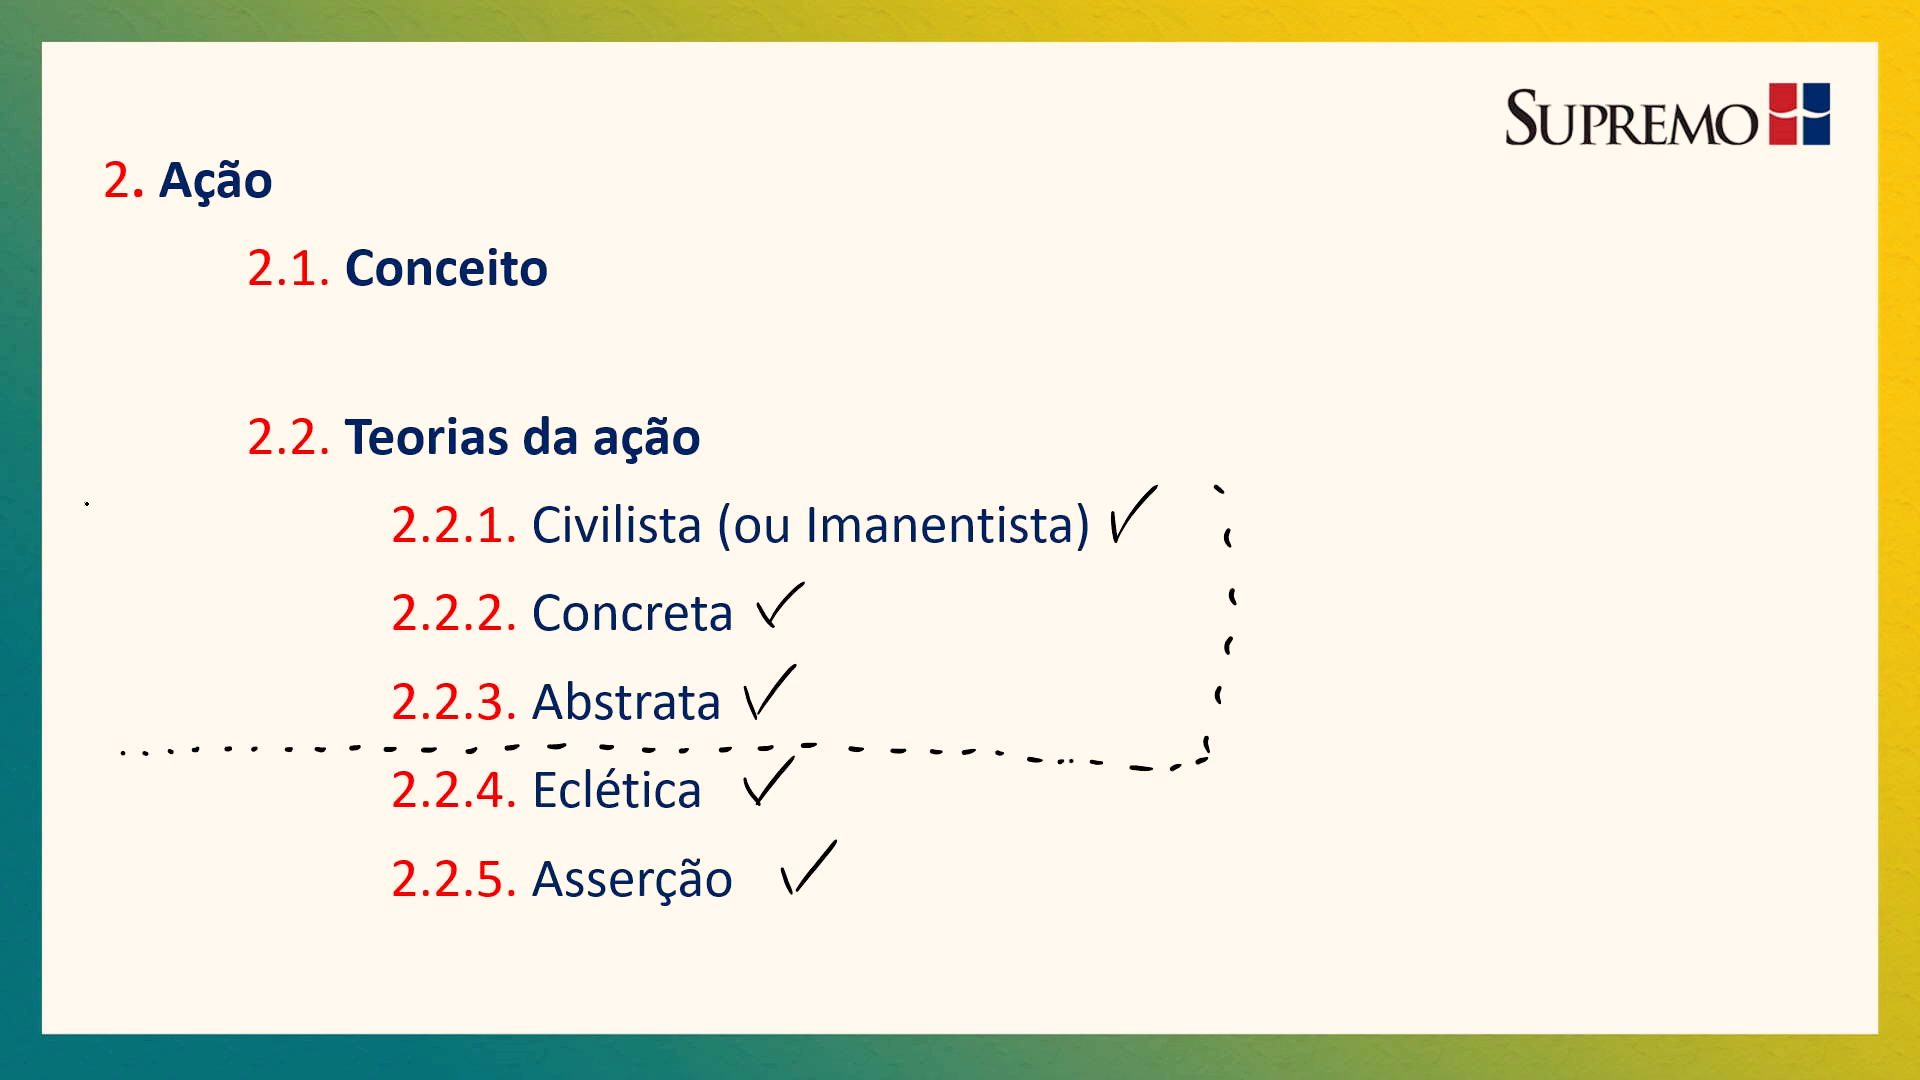 SUPREMO
2. Ação
2.1. Conceito
2.2. Teorias da ação
2.2.1. Civilista (ou Imanentista)
2.2.2. Concreta
2.2.3. Abstrata
2.2.4. Eclética
2.2.5. Asserção